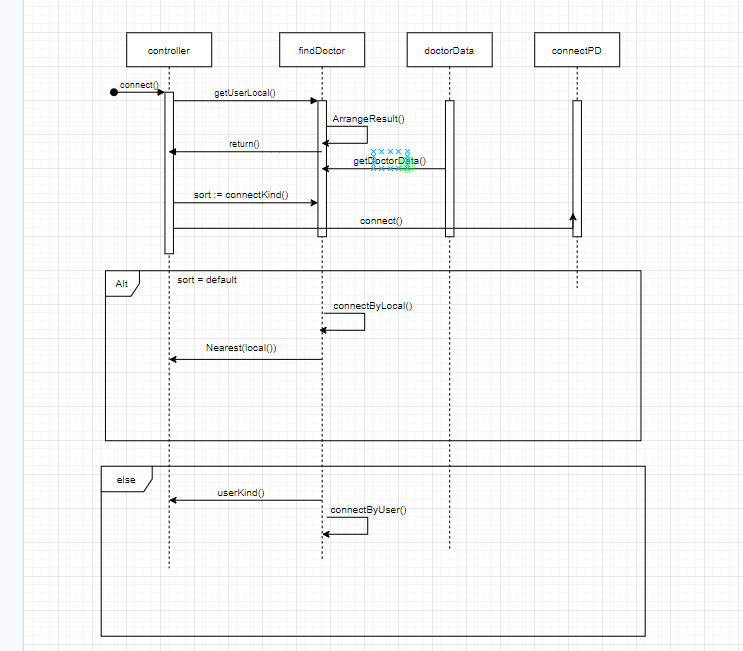 controller
findDoctor
doctorData
connectPD
connect()
getUserLocal()
ArrangeResult()
return()
getDoctorData()
sort := connectKind()
connect()
Alt
sort = default
connectByLocal()
Nearest(local())
else
userKind()
connectByUser()